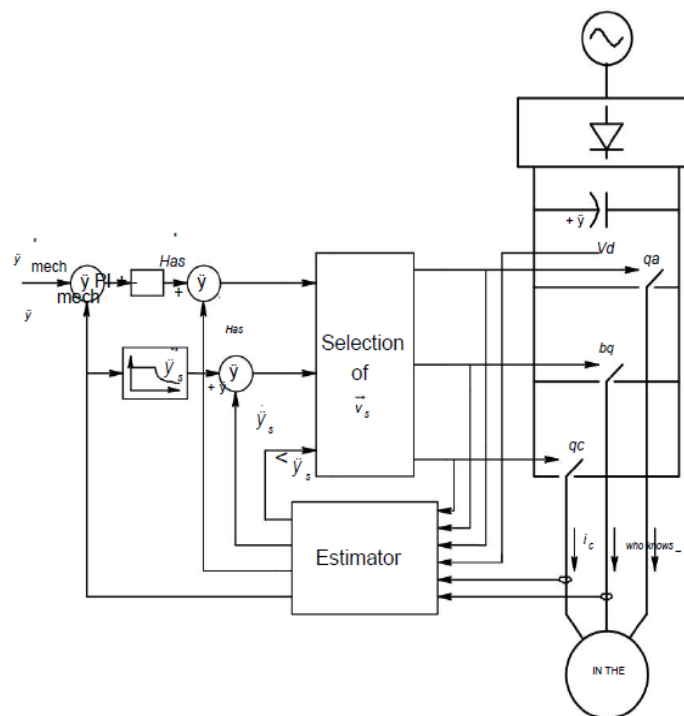 + ÿ
Vd
qa
*
ÿ
mech
*
Has
ÿ PI +
mech
+
ÿ
ÿ
Has
Selection
of
v s
bq
ÿ s
+ ÿ
ÿ
ÿ s
< ÿ s
qc
Estimator
i c
who knows _
IN THE